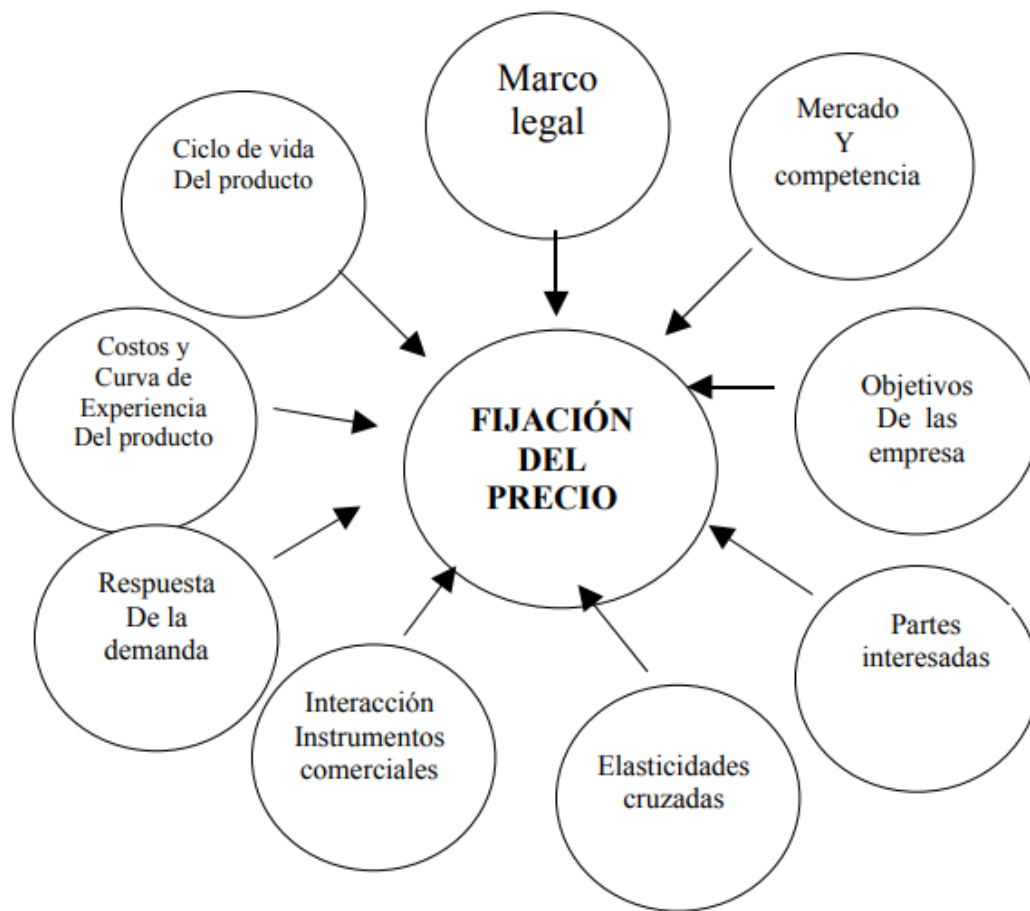 Marco
legal
Mercado
Y
competencia
Ciclo de vida
Del producto
Costos y
Curva de
Experiencia
Del producto
FIJACIÓN
DEL
PRECIO
Objetivos
De las
empresa
Respuesta
De la
demanda
Partes
interesadas
Interacción
Instrumentos
comerciales
Elasticidades
cruzadas